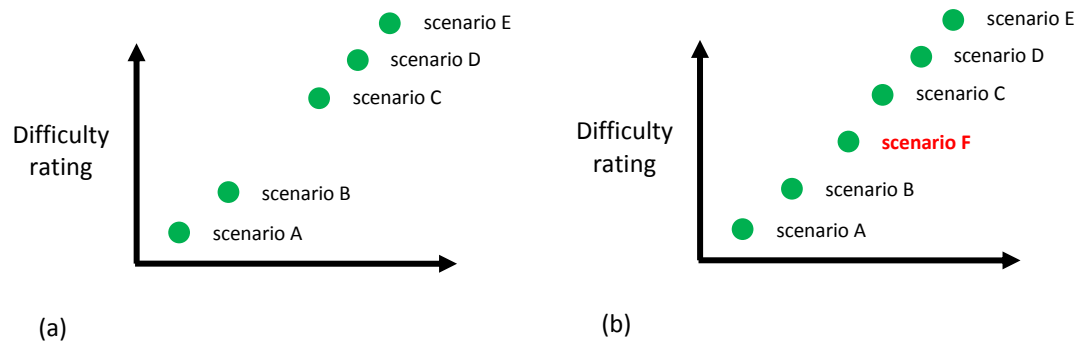 scenario E
scenario D
scenario C
Difficulty
rating
scenario B
scenario A
(a)
scenario E
scenario D
scenario C
Difficulty
rating
scenario F
scenario B
scenario A
(b)